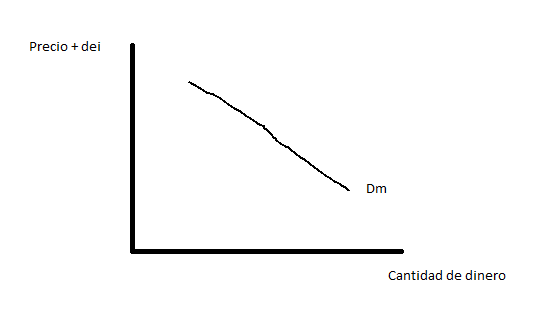 Precio + dei
Dm
Cantidad de dinero